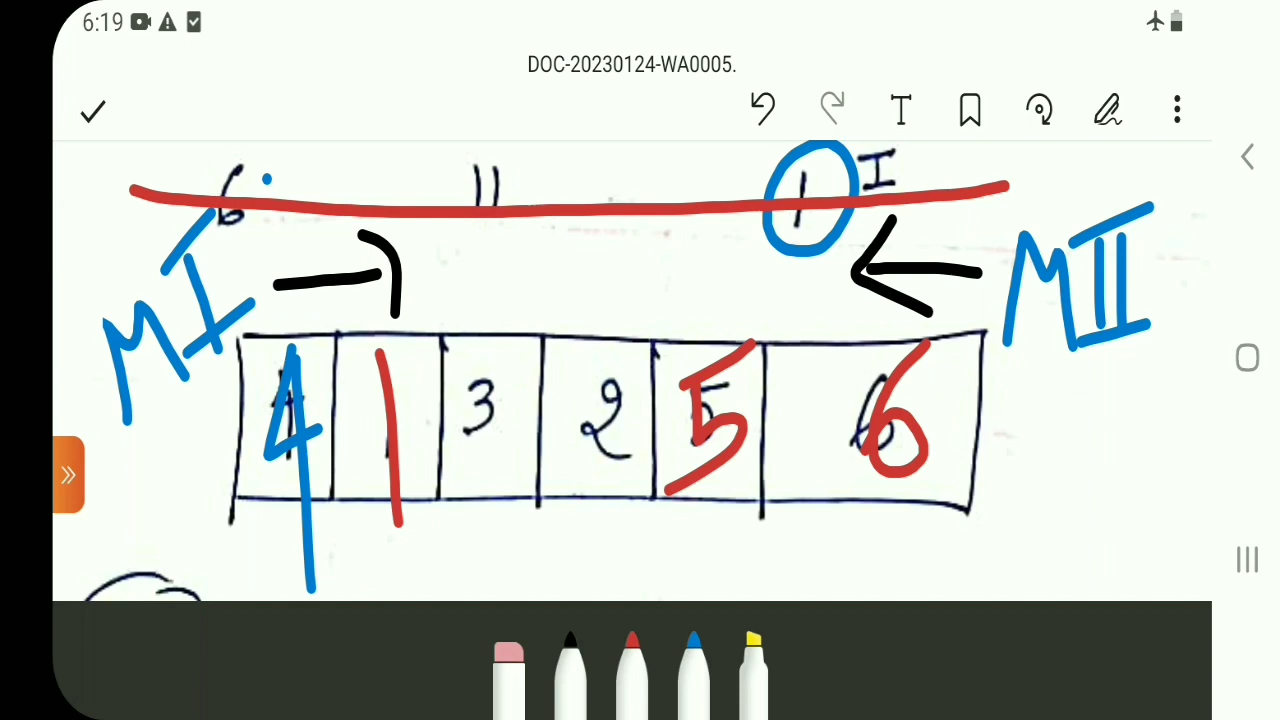 6:19
DOC-20230124-WA0005.
T
6 11 1 I
MI MII
4 1 3 2 5 6